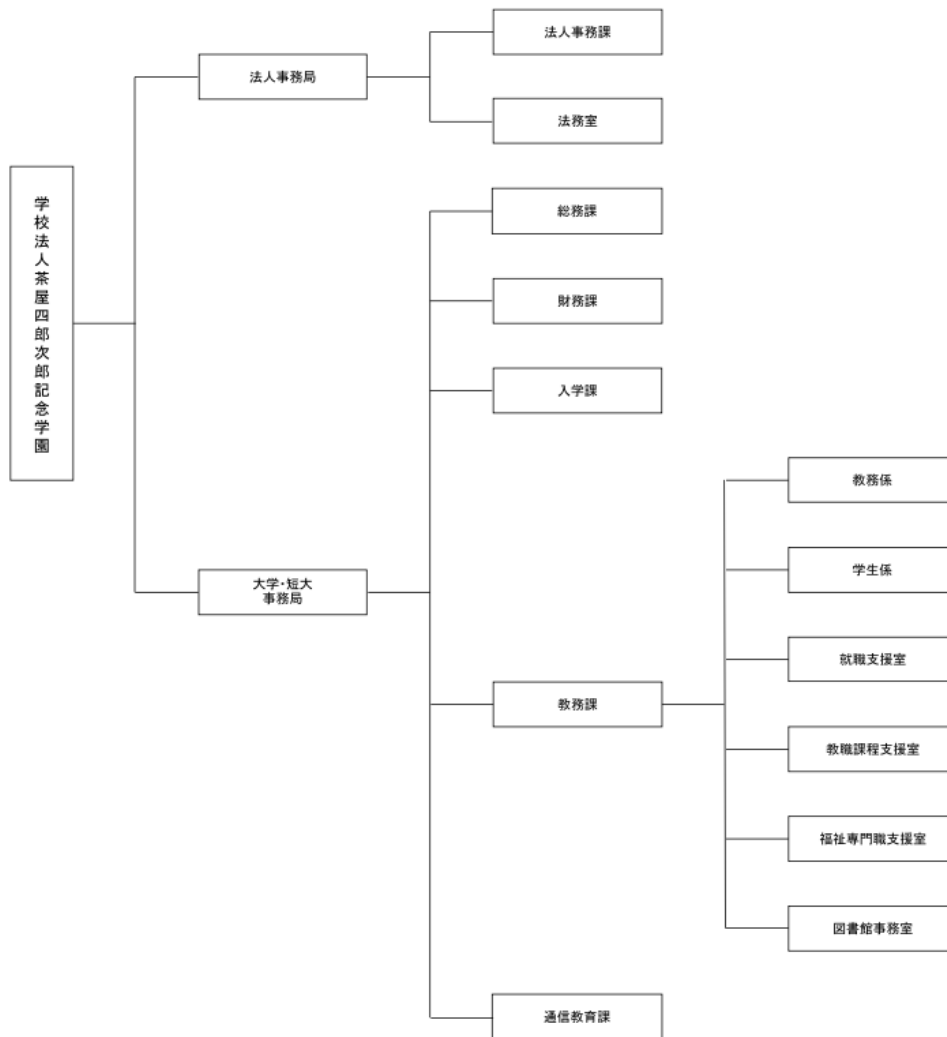 学校法人茶屋四郎次郎記念学園
法人事務局
法人事務課
法務室
大学・短大
事務局
総務課
財務課
入学課
教務課
教務係
学生係
就職支援室
教職課程支援室
福祉専門職支援室
図書館事務室
通信教育課